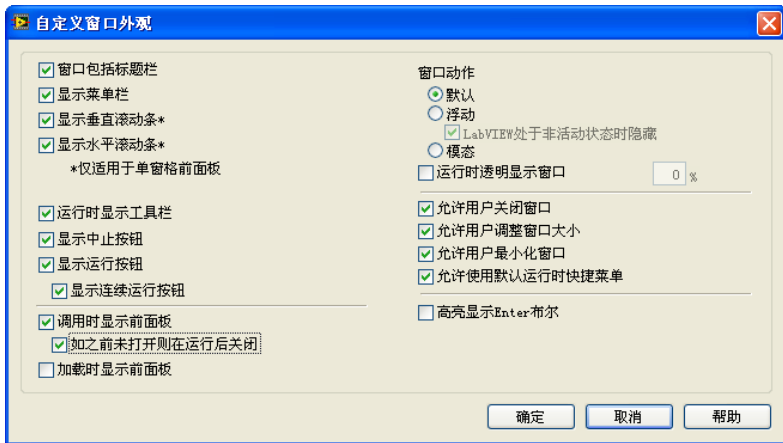 自定义窗口外观
窗口包括标题栏
显示菜单栏
显示垂直滚动条*
显示水平滚动条*
*仅适用于单窗格前面板
运行时显示工具栏
显示中止按钮
显示运行按钮
显示连续运行按钮
调用时显示前面板
如之前未打开则在运行后关闭
加载时显示前面板
窗口动作
默认
浮动
LabVIEW处于非活动状态时隐藏
模态
运行时透明显示窗口 0 %
允许用户关闭窗口
允许用户调整窗口大小
允许用户最小化窗口
允许使用默认运行时快捷菜单
高亮显示Enter布尔
确定 取消 帮助